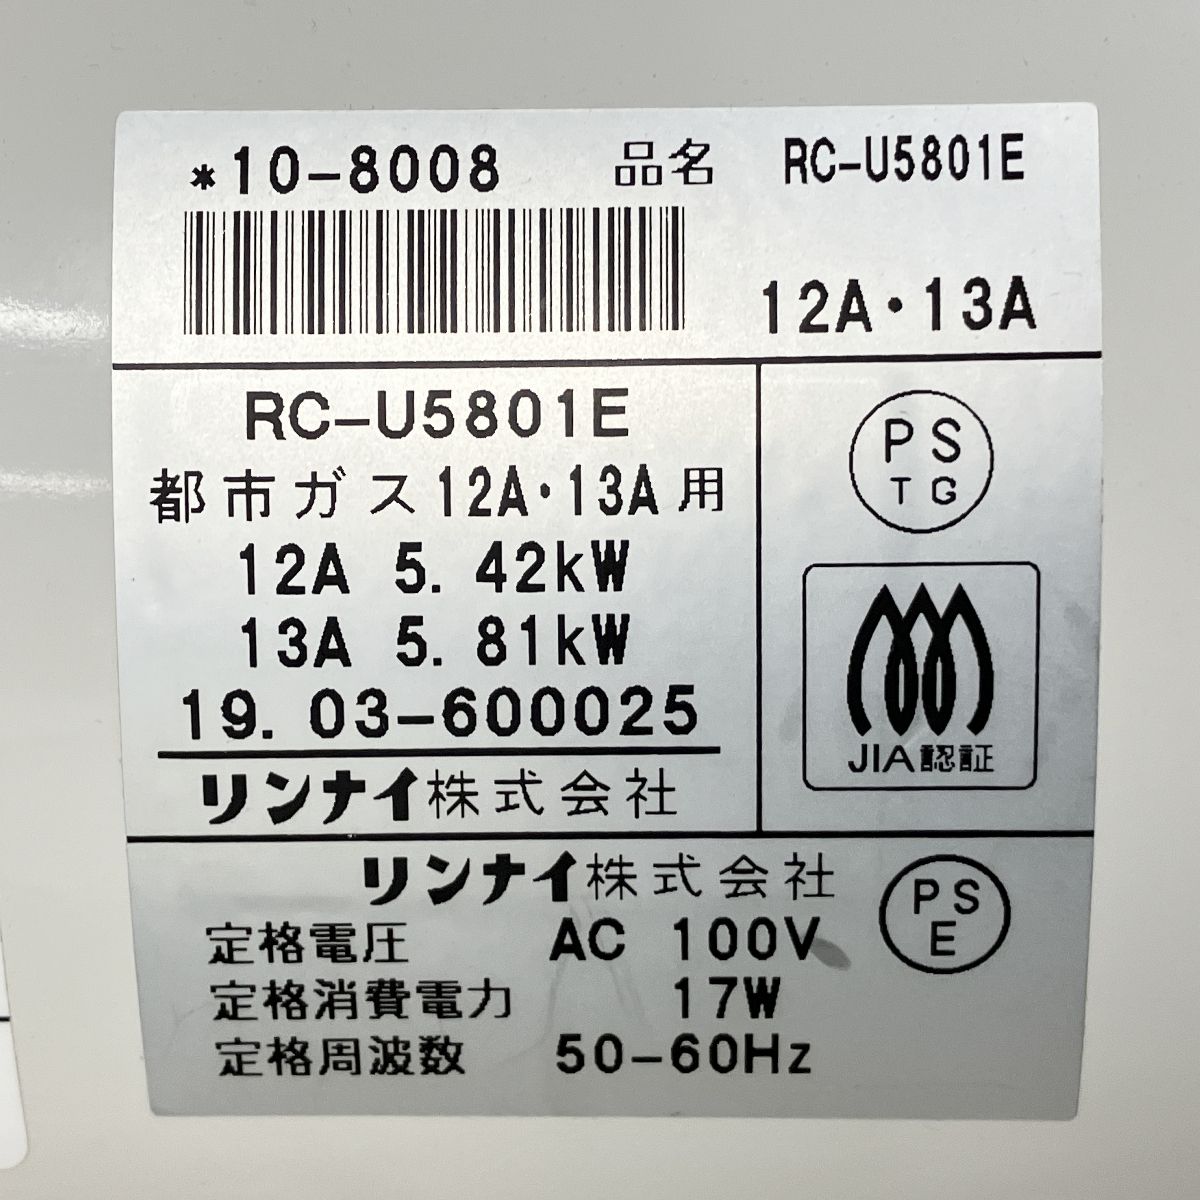 *10-8008 品名 RC-U5801E
12A・13A
RC-U5801E
都市ガス12A・13A用
12A 5.42kW
13A 5.81kW
19.03-600025
リンナイ株式会社
PS
TG
JIA認証
リンナイ株式会社
定格電圧 AC 100V
定格消費電力 17W
定格周波数 50-60Hz
PS
E